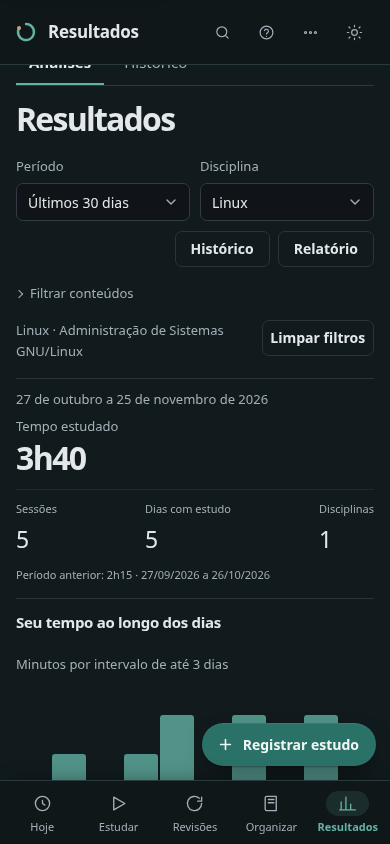 Resultados
Análises
Histórico
Resultados
Período
Disciplina
Últimos 30 dias
Linux
Histórico
Relatório
Filtrar conteúdos
Linux · Administração de Sistemas
GNU/Linux
Limpar filtros
27 de outubro a 25 de novembro de 2026
Tempo estudado
3h40
Sessões
Dias com estudo
Disciplinas
5
5
1
Período anterior: 2h15 · 27/09/2026 a 26/10/2026
Seu tempo ao longo dos dias
Minutos por intervalo de até 3 dias
Registrar estudo
Hoje
Estudar
Revisões
Organizar
Resultados